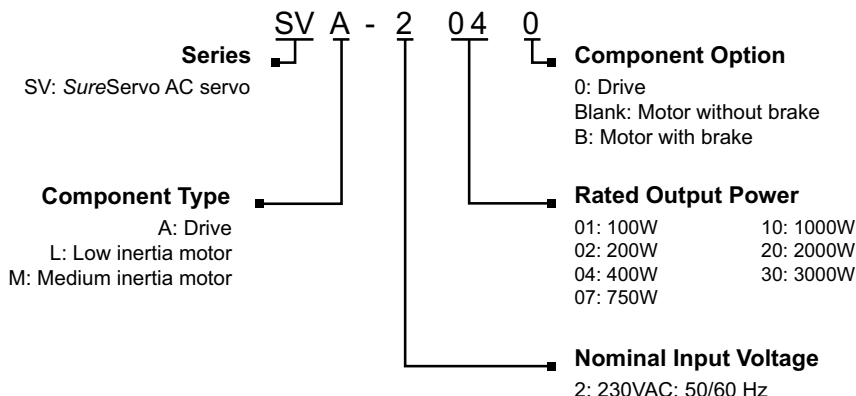 SV A - 2 04 0
Series
SV: SureServo AC servo
Component Type
A: Drive
L: Low inertia motor
M: Medium inertia motor
Component Option
0: Drive
Blank: Motor without brake
B: Motor with brake
Rated Output Power
01: 100W 10: 1000W
02: 200W 20: 2000W
04: 400W 30: 3000W
07: 750W
Nominal Input Voltage
2: 230VAC; 50/60 Hz